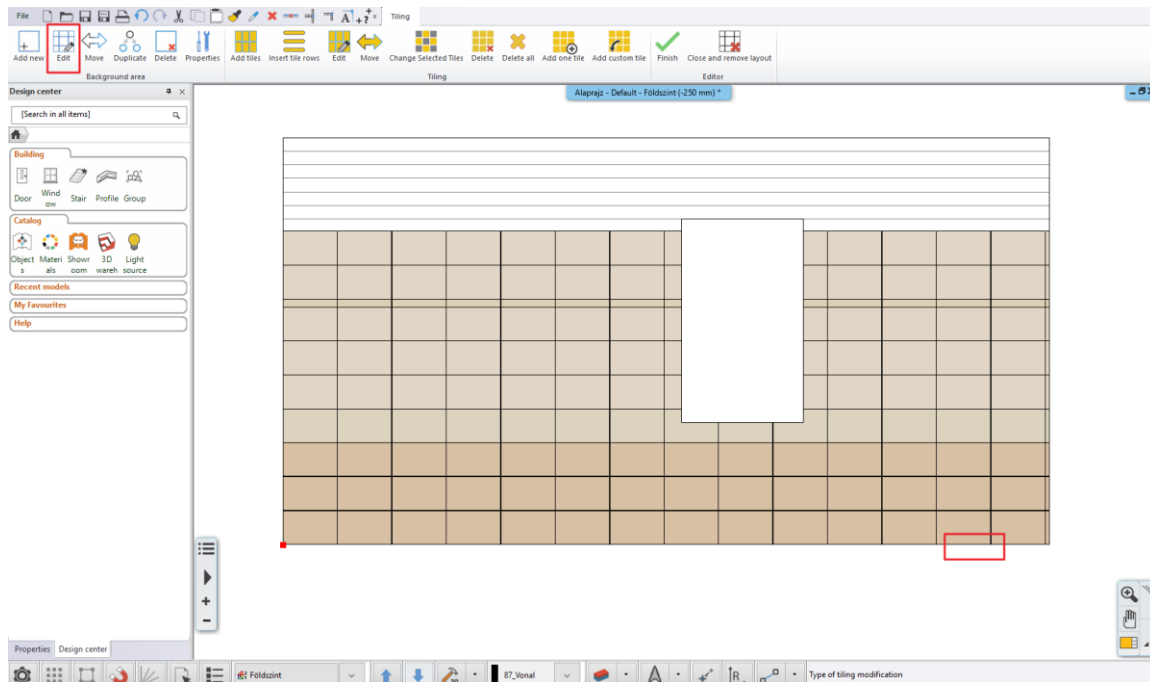 File
Tiling
Add new
Edit
Move
Duplicate
Delete
Properties
Add tiles
Insert tile rows
Edit
Move
Change Selected Tiles
Delete
Delete all
Add one tile
Add custom tile
Finish
Close and remove layout
Background area
Tiling
Editor
Design center
Alaprajz - Default - Földszint (-250 mm) *
[Search in all items]
Building
Door
Wind
ow
Stair
Profile
Group
Catalog
Object
s
Materi
als
Showr
oom
3D
wareh
Light
source
Recent models
My Favourites
Help
Properties
Design center
Földszint
87_Vonal
Type of tiling modification